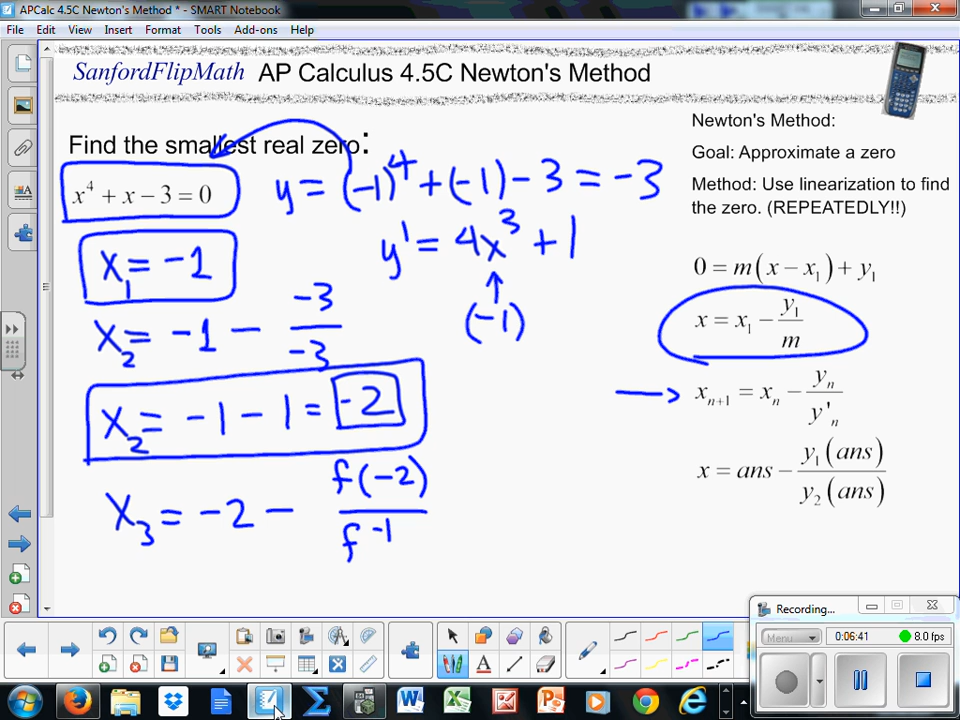 APCalc 4.5C Newton's Method * - SMART Notebook
File Edit View Insert Format Tools Add-ons Help
SanfordFlipMath AP Calculus 4.5C Newton's Method
Find the smallest real zero:
x⁴ + x − 3 = 0
y = (-1)⁴ + (-1) - 3 = -3
y' = 4x³ + 1
(-1)
x₁ = -1
x₂ = -1 - -3/-3
x₂ = -1 - 1 = -2
x₃ = -2 - f(-2)/f -1
Newton's Method:
Goal: Approximate a zero
Method: Use linearization to find
the zero. (REPEATEDLY!!)
0 = m(x − x₁) + y₁
x = x₁ − y₁/m
xₙ₊₁ = xₙ − yₙ/y'ₙ
x = ans − y₁(ans)/y₂(ans)
Recording...
Menu 0:06:41 8.0 fps